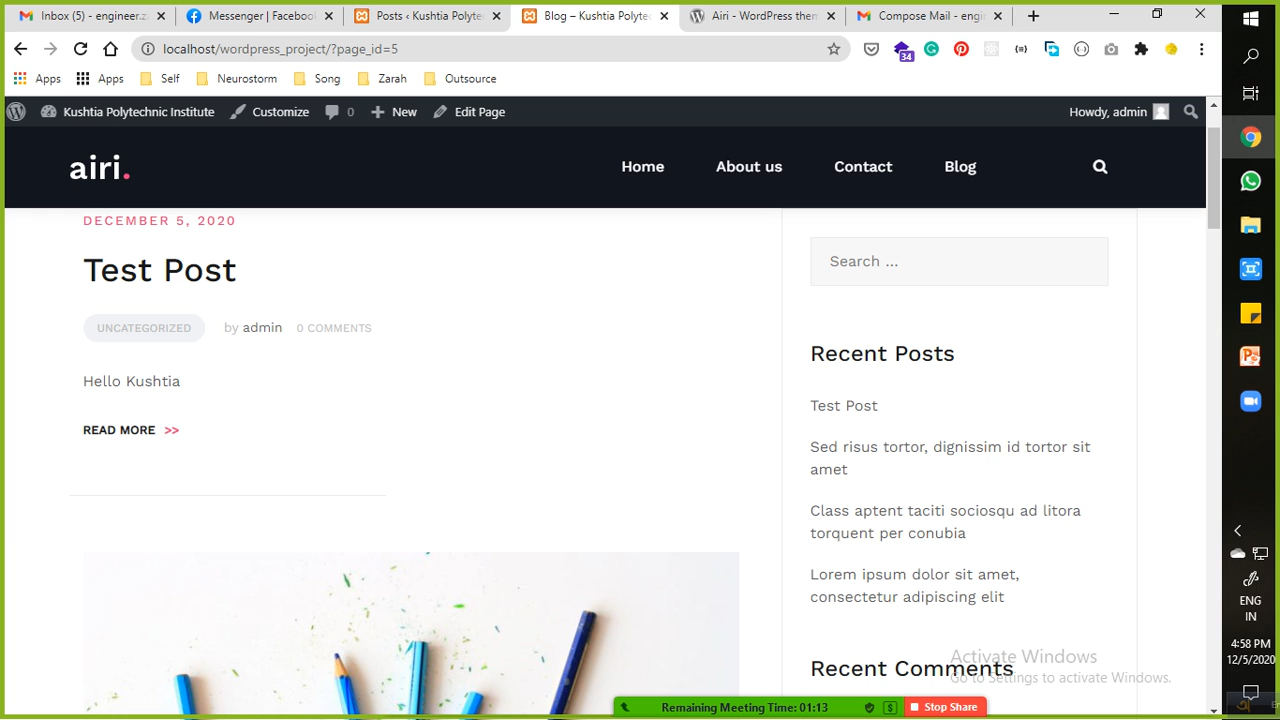 Inbox (5) - engineer.z
Messenger | Facebook
Posts ‹ Kushtia Polyte
Blog – Kushtia Polytec
Airi - WordPress them
Compose Mail - engi
localhost/wordpress_project/?page_id=5
34
Apps
Apps
Self
Neurostorm
Song
Zarah
Outsource
Kushtia Polytechnic Institute
Customize
0
New
Edit Page
Howdy, admin
airi.
Home
About us
Contact
Blog
DECEMBER 5, 2020
Test Post
UNCATEGORIZED by admin 0 COMMENTS
Hello Kushtia
READ MORE >>
Search …
Recent Posts
Test Post
Sed risus tortor, dignissim id tortor sit
amet
Class aptent taciti sociosqu ad litora
torquent per conubia
Lorem ipsum dolor sit amet,
consectetur adipiscing elit
Recent Comments
Activate Windows
Go to Settings to activate Windows.
Remaining Meeting Time: 01:13
Stop Share
ENG
IN
4:58 PM
12/5/2020